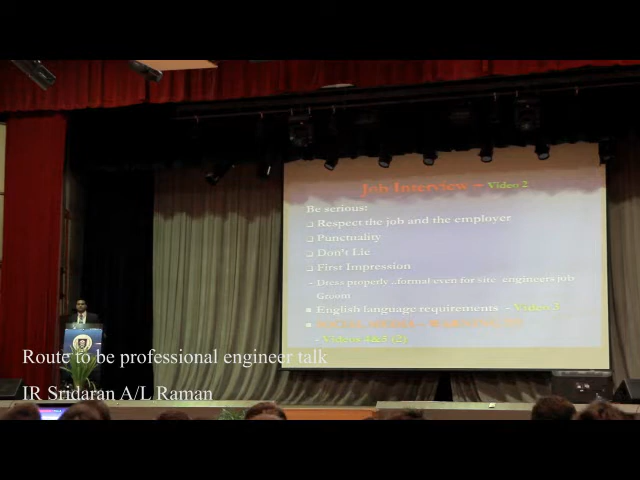 Job Interview – Video 2
Be serious:
Respect the job and the employer
Punctuality
Don't Lie
First Impression
- Dress properly ..formal even for site engineers job
Groom
English language requirements - Video 3
- Videos 4&5 (2)
Route to be professional engineer talk
IR Sridaran A/L Raman